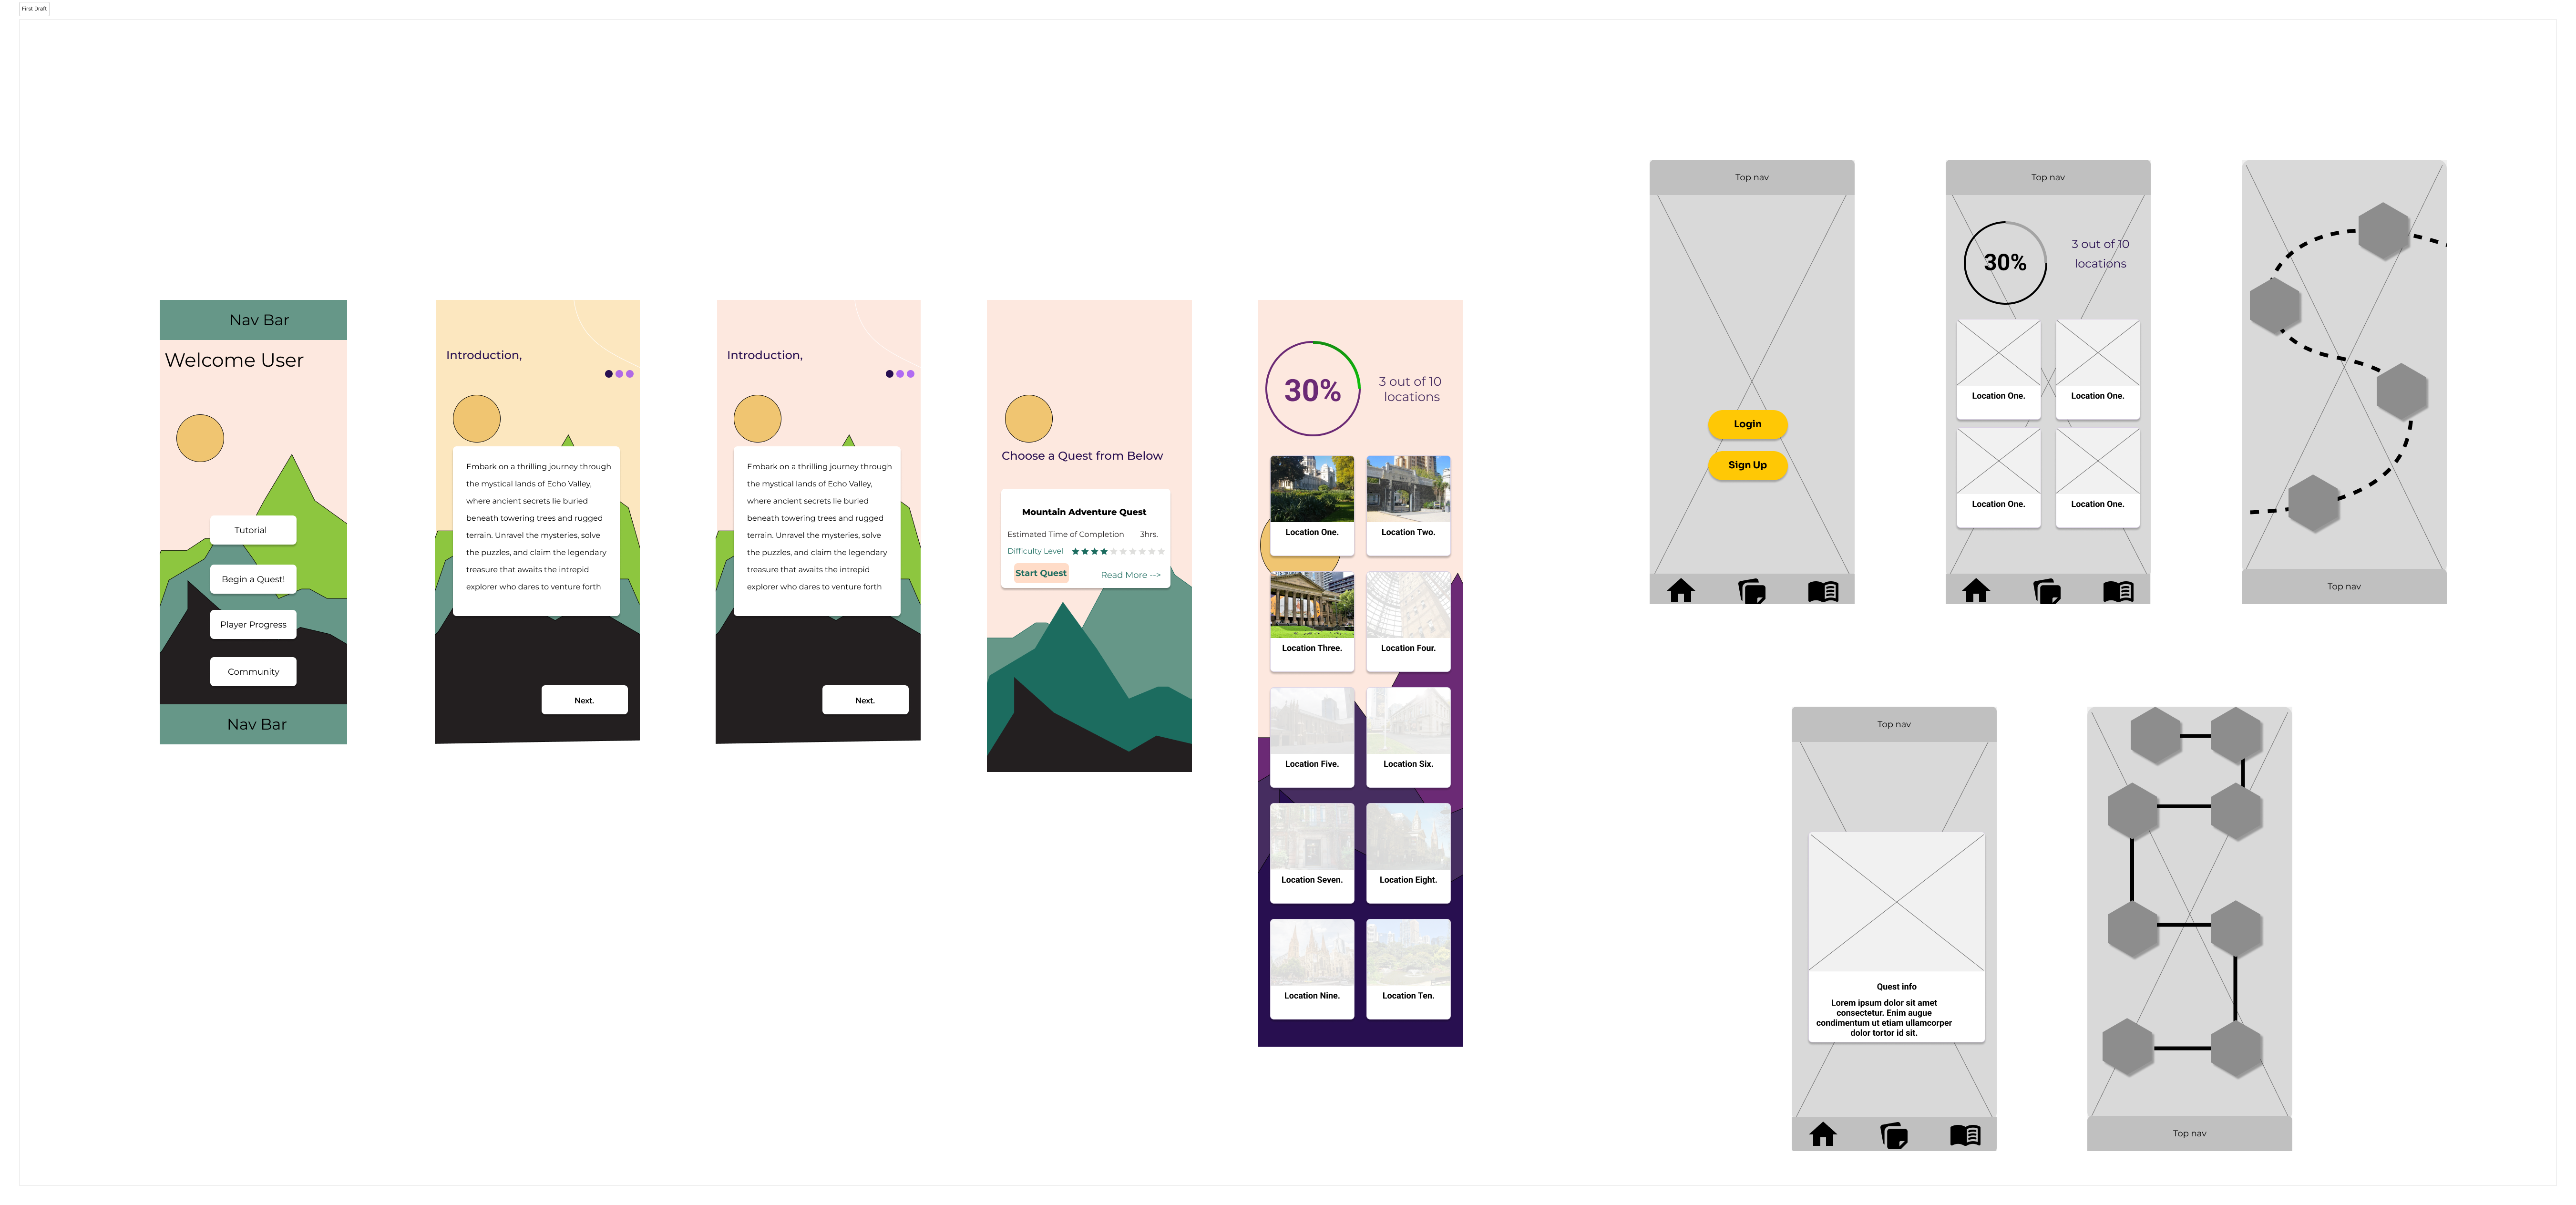 First Draft
Nav Bar
Welcome User
Tutorial
Begin a Quest!
Player Progress
Community
Nav Bar
Introduction,
Embark on a thrilling journey through
the mystical lands of Echo Valley,
where ancient secrets lie buried
beneath towering trees and rugged
terrain. Unravel the mysteries, solve
the puzzles, and claim the legendary
treasure that awaits the intrepid
explorer who dares to venture forth
Next.
Introduction,
Embark on a thrilling journey through
the mystical lands of Echo Valley,
where ancient secrets lie buried
beneath towering trees and rugged
terrain. Unravel the mysteries, solve
the puzzles, and claim the legendary
treasure that awaits the intrepid
explorer who dares to venture forth
Next.
Choose a Quest from Below
Mountain Adventure Quest
Estimated Time of Completion 3hrs.
Difficulty Level
Start Quest
Read More -->
30%
3 out of 10
locations
Location One.
Location Two.
Location Three.
Location Four.
Location Five.
Location Six.
Location Seven.
Location Eight.
Location Nine.
Location Ten.
Top nav
Login
Sign Up
Top nav
30%
3 out of 10
locations
Location One.
Location One.
Location One.
Location One.
Top nav
Top nav
Quest info
Lorem ipsum dolor sit amet
consectetur. Enim augue
condimentum ut etiam ullamcorper
dolor tortor id sit.
Top nav